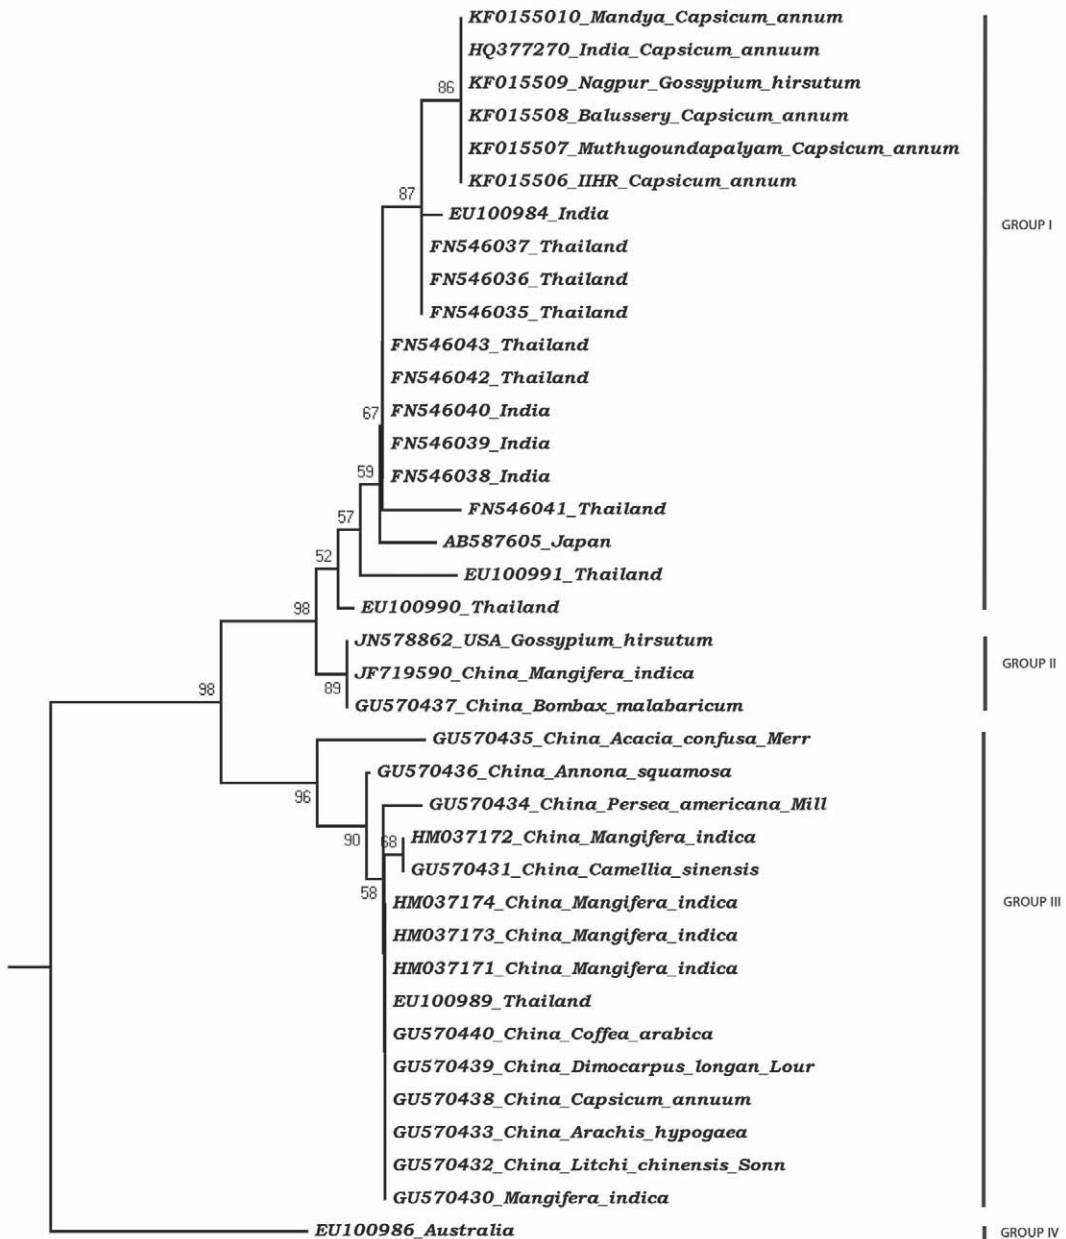 KF0155010_Mandya_Capsicum_annum
HQ377270_India_Capsicum_annuum
86
KF015509_Nagpur_Gossypium_hirsutum
KF015508_Balussery_Capsicum_annum
KF015507_Muthugoundapalyam_Capsicum_annum
KF015506_IIHR_Capsicum_annum
87
EU100984_India
GROUP I
FN546037_Thailand
FN546036_Thailand
FN546035_Thailand
FN546043_Thailand
FN546042_Thailand
67
FN546040_India
FN546039_India
59
FN546038_India
57
FN546041_Thailand
AB587605_Japan
52
EU100991_Thailand
98
EU100990_Thailand
JN578862_USA_Gossypium_hirsutum
GROUP II
JF719590_China_Mangifera_indica
98
89
GU570437_China_Bombax_malabaricum
GU570435_China_Acacia_confusa_Merr
GU570436_China_Annona_squamosa
96
GU570434_China_Persea_americana_Mill
90
68
HM037172_China_Mangifera_indica
GU570431_China_Camellia_sinensis
58
HM037174_China_Mangifera_indica
GROUP III
HM037173_China_Mangifera_indica
HM037171_China_Mangifera_indica
EU100989_Thailand
GU570440_China_Coffea_arabica
GU570439_China_Dimocarpus_longan_Lour
GU570438_China_Capsicum_annuum
GU570433_China_Arachis_hypogaea
GU570432_China_Litchi_chinensis_Sonn
GU570430_Mangifera_indica
EU100986_Australia
GROUP IV